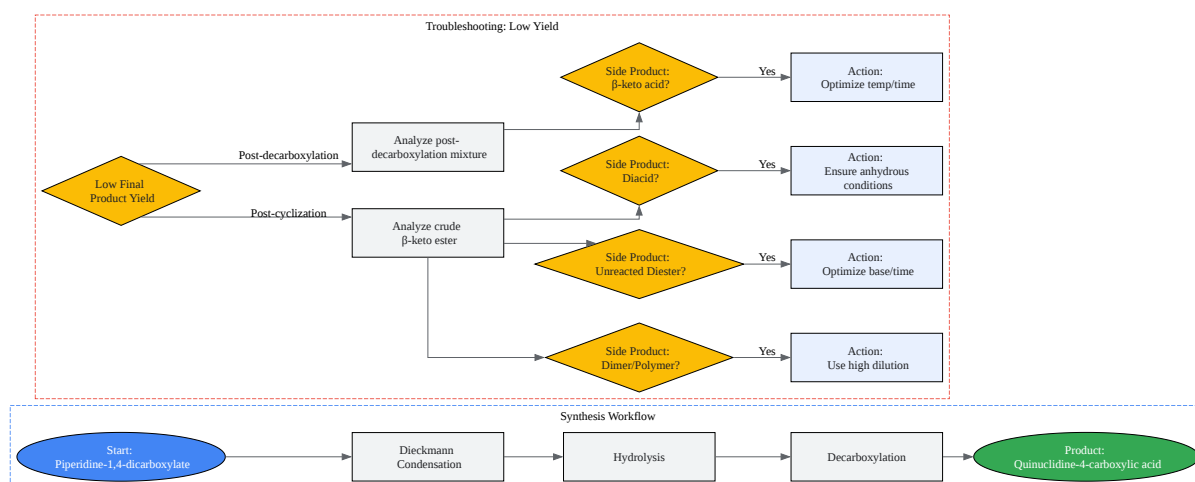 Troubleshooting: Low Yield
Side Product:
β-keto acid?
Yes
Action:
Optimize temp/time
Analyze post-
decarboxylation mixture
Post-decarboxylation
Side Product:
Diacid?
Yes
Action:
Ensure anhydrous
conditions
Low Final
Product Yield
Post-cyclization
Analyze crude
β-keto ester
Side Product:
Unreacted Diester?
Yes
Action:
Optimize base/time
Side Product:
Dimer/Polymer?
Yes
Action:
Use high dilution
Synthesis Workflow
Start:
Piperidine-1,4-dicarboxylate
Dieckmann
Condensation
Hydrolysis
Decarboxylation
Product:
Quinuclidine-4-carboxylic acid